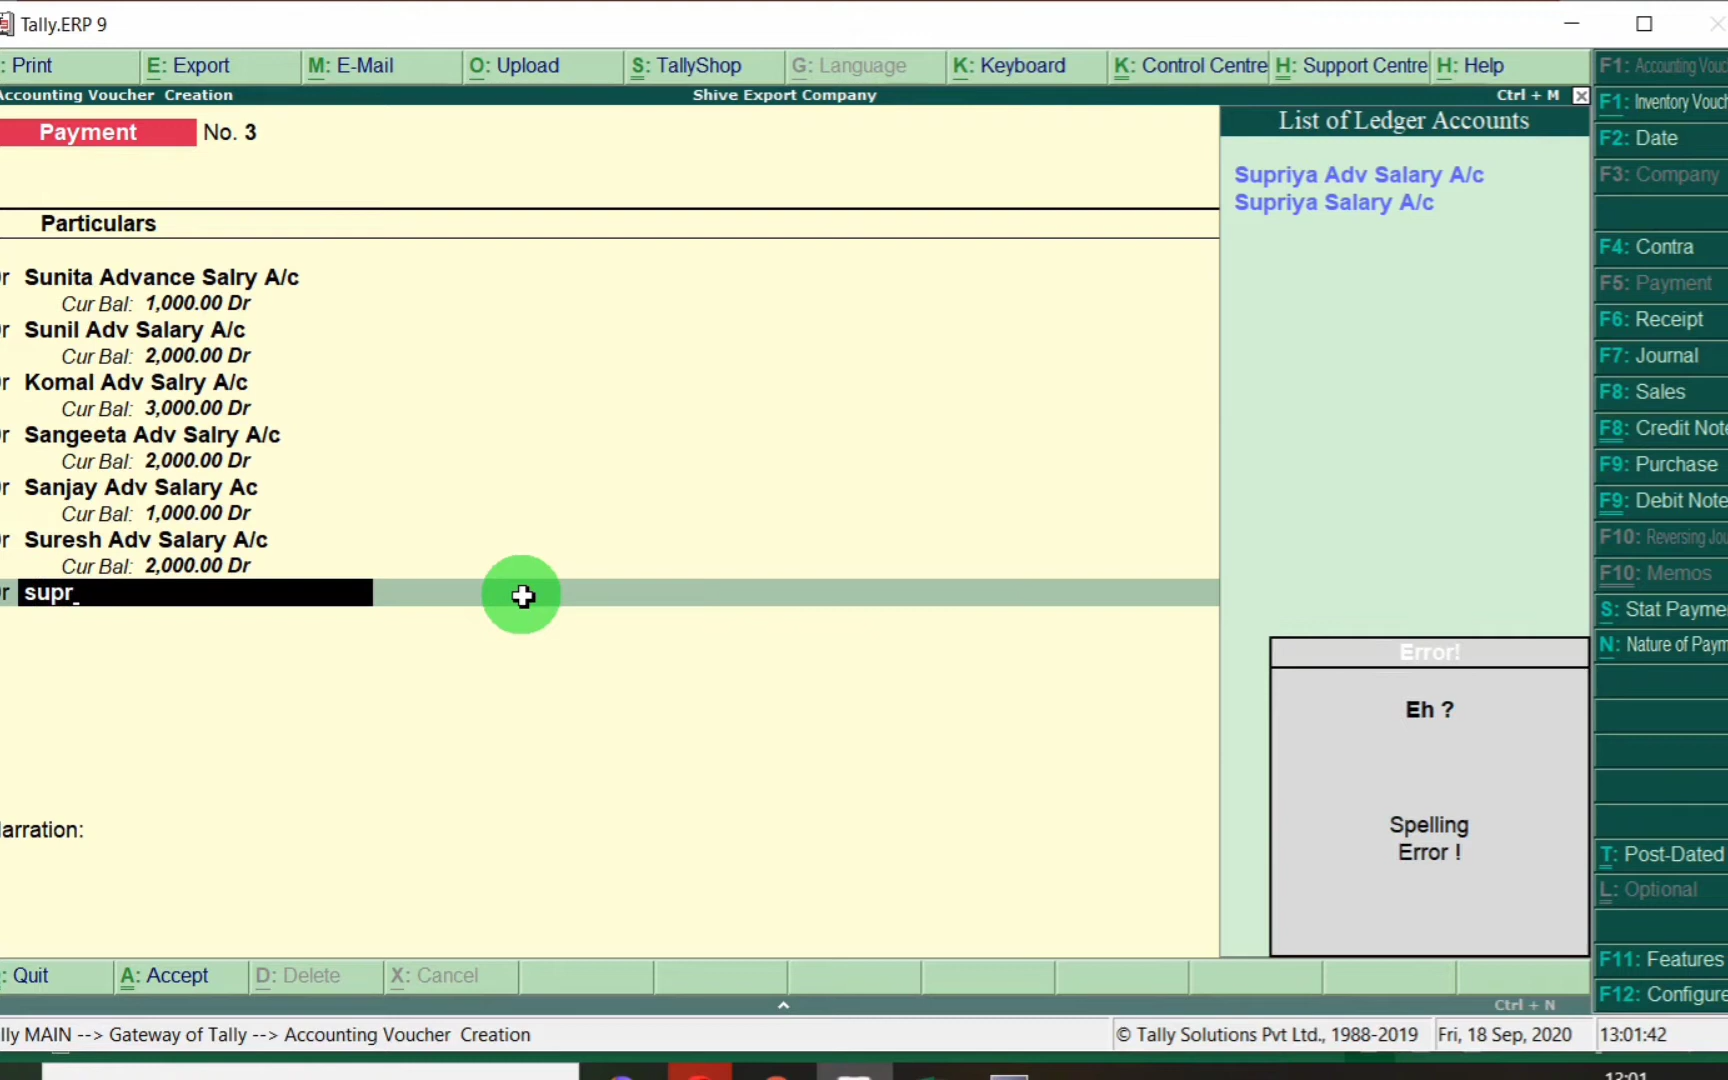 Tally.ERP 9
: Print E: Export M: E-Mail O: Upload S: TallyShop G: Language K: Keyboard K: Control Centre H: Support Centre H: Help
Accounting Voucher Creation Shive Export Company Ctrl + M
Payment No. 3
Particulars
Sunita Advance Salry A/c
Cur Bal: 1,000.00 Dr
Sunil Adv Salary A/c
Cur Bal: 2,000.00 Dr
Komal Adv Salry A/c
Cur Bal: 3,000.00 Dr
Sangeeta Adv Salry A/c
Cur Bal: 2,000.00 Dr
Sanjay Adv Salary Ac
Cur Bal: 1,000.00 Dr
Suresh Adv Salary A/c
Cur Bal: 2,000.00 Dr
supr_
arration:
List of Ledger Accounts
Supriya Adv Salary A/c
Supriya Salary A/c
Error!
Eh ?
Spelling
Error !
F1: Accounting Vouc
F1: Inventory Vouch
F2: Date
F3: Company
F4: Contra
F5: Payment
F6: Receipt
F7: Journal
F8: Sales
F8: Credit Note
F9: Purchase
F9: Debit Note
F10: Reversing Jou
F10: Memos
S: Stat Payme
N: Nature of Paym
T: Post-Dated
L: Optional
F11: Features
F12: Configure
: Quit A: Accept D: Delete X: Cancel
Ctrl + N
lly MAIN --> Gateway of Tally --> Accounting Voucher Creation © Tally Solutions Pvt Ltd., 1988-2019 Fri, 18 Sep, 2020 13:01:42